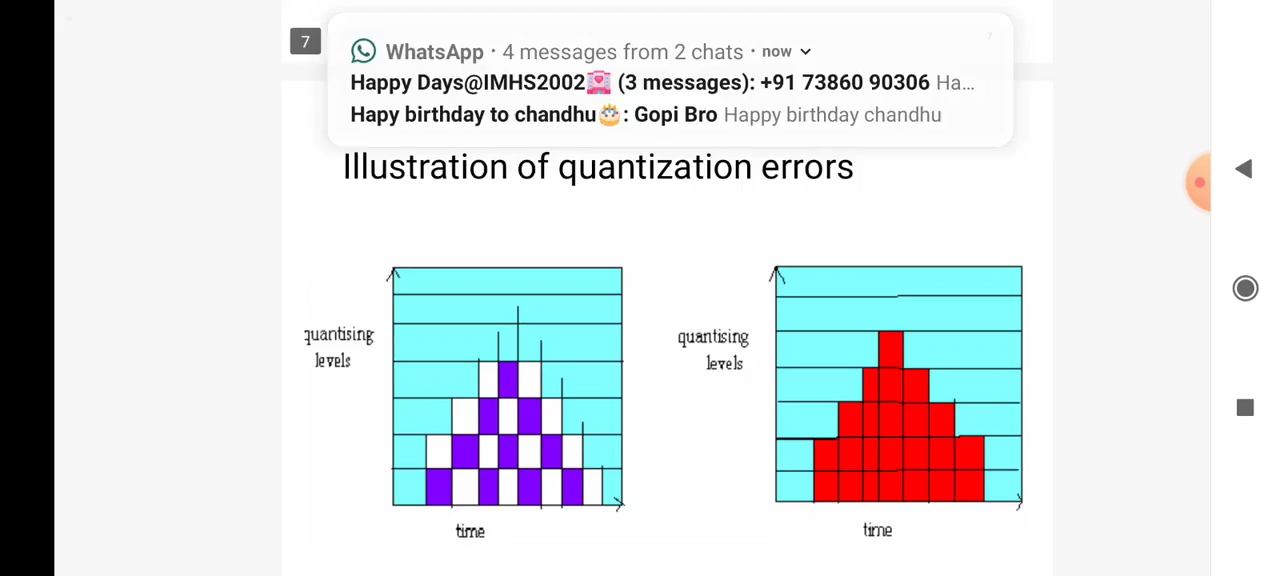 7
WhatsApp · 4 messages from 2 chats · now
Happy Days@IMHS2002🏩 (3 messages): +91 73860 90306 Ha...
Hapy birthday to chandhu🎂: Gopi Bro Happy birthday chandhu
Illustration of quantization errors
quantising
levels
time
quantising
levels
time